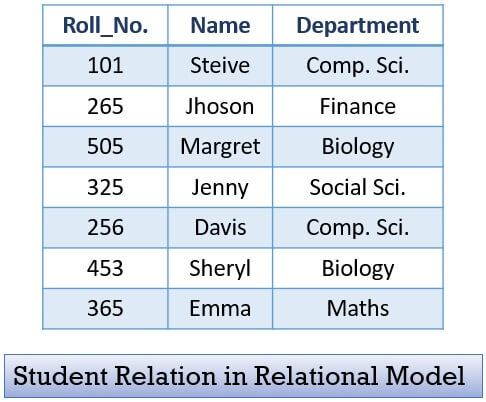 Roll_No. Name Department
101 Steive Comp. Sci.
265 Jhoson Finance
505 Margret Biology
325 Jenny Social Sci.
256 Davis Comp. Sci.
453 Sheryl Biology
365 Emma Maths
Student Relation in Relational Model